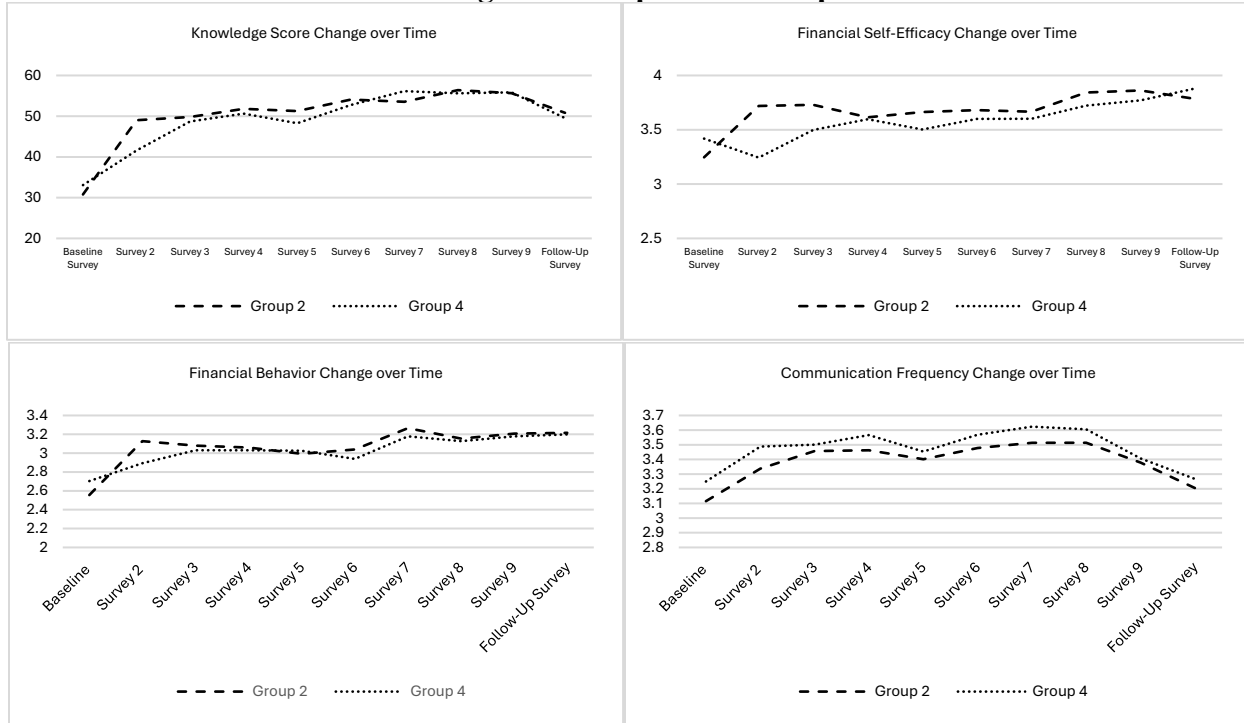 Knowledge Score Change over Time
60
50
40
30
20
Baseline Survey
Survey 2
Survey 3
Survey 4
Survey 5
Survey 6
Survey 7
Survey 8
Survey 9
Follow-Up Survey
Group 2
Group 4
Financial Self-Efficacy Change over Time
4
3.5
3
2.5
Baseline Survey
Survey 2
Survey 3
Survey 4
Survey 5
Survey 6
Survey 7
Survey 8
Survey 9
Follow-Up Survey
Group 2
Group 4
Financial Behavior Change over Time
3.4
3.2
3
2.8
2.6
2.4
2.2
2
Baseline
Survey 2
Survey 3
Survey 4
Survey 5
Survey 6
Survey 7
Survey 8
Survey 9
Follow-Up Survey
Group 2
Group 4
Communication Frequency Change over Time
3.7
3.6
3.5
3.4
3.3
3.2
3.1
3
2.9
2.8
Baseline
Survey 2
Survey 3
Survey 4
Survey 5
Survey 6
Survey 7
Survey 8
Survey 9
Follow-Up Survey
Group 2
Group 4